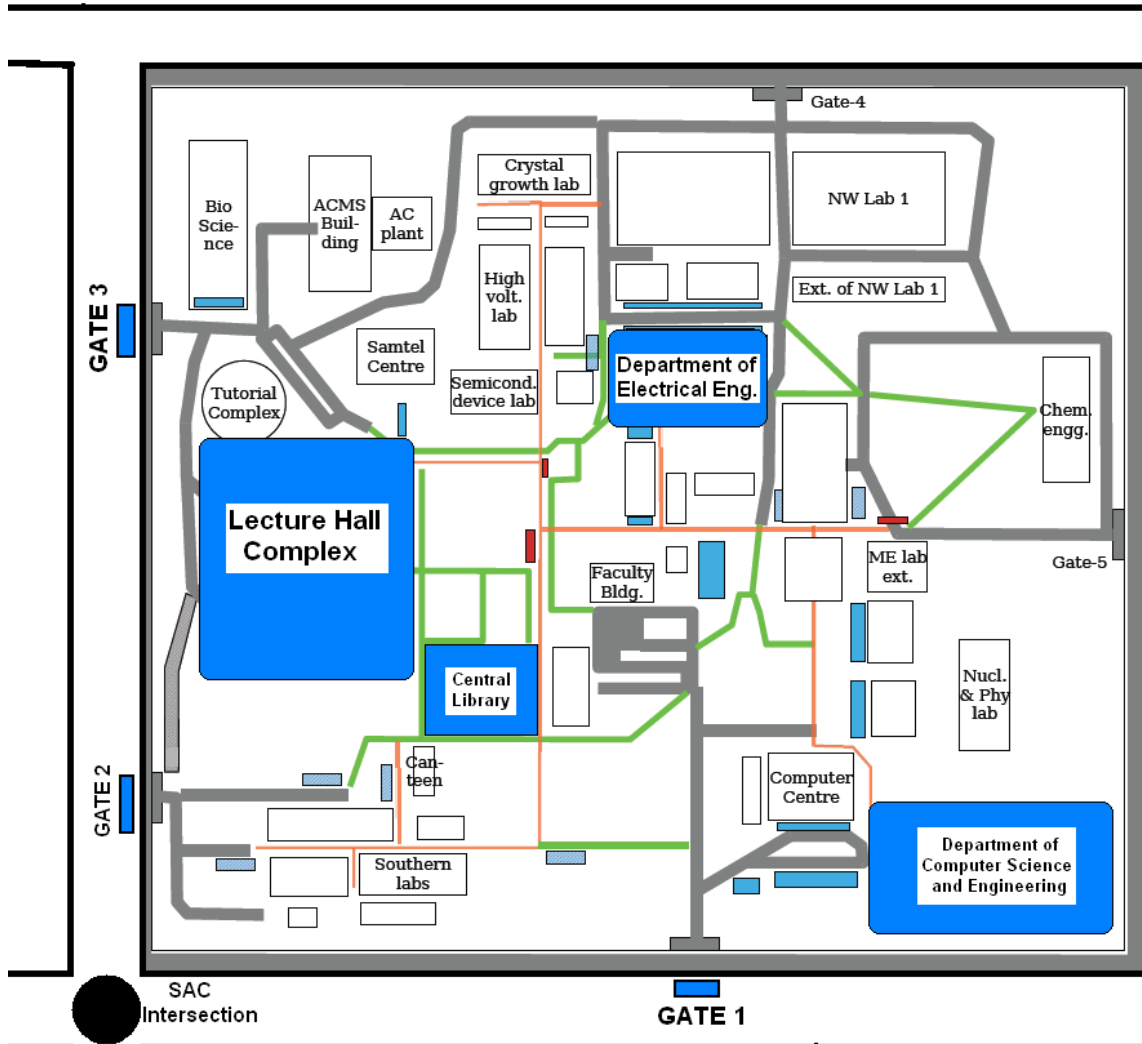 Gate-4
Crystal
growth lab
Bio
Scie-
nce
ACMS
Buil-
ding
AC
plant
NW Lab 1
High
volt.
lab
Ext. of NW Lab 1
GATE 3
Samtel
Centre
Department of
Electrical Eng.
Semicond.
device lab
Tutorial
Complex
Chem.
engg.
Lecture Hall
Complex
Gate-5
ME lab
ext.
Faculty
Bldg.
Central
Library
Nucl.
& Phy
lab
Can-
teen
Computer
Centre
GATE 2
Department of
Computer Science
and Engineering
Southern
labs
SAC
Intersection
GATE 1